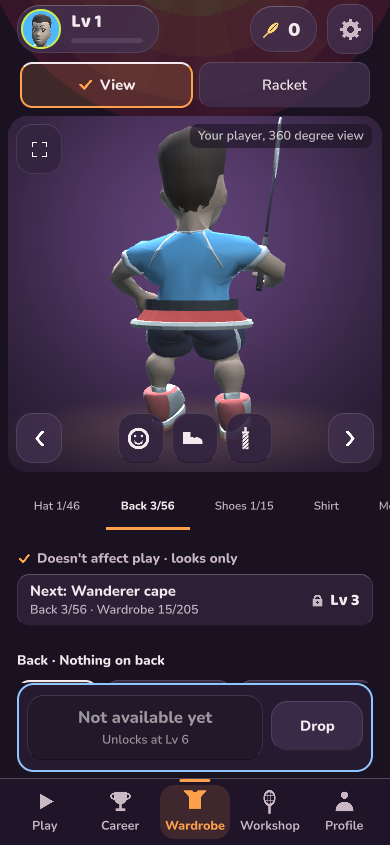 Lv 1
0
View
Racket
Your player, 360 degree view
Hat 1/46
Back 3/56
Shoes 1/15
Shirt
Doesn't affect play · looks only
Next: Wanderer cape
Back 3/56 · Wardrobe 15/205
Lv 3
Back · Nothing on back
Not available yet
Unlocks at Lv 6
Drop
Play
Career
Wardrobe
Workshop
Profile